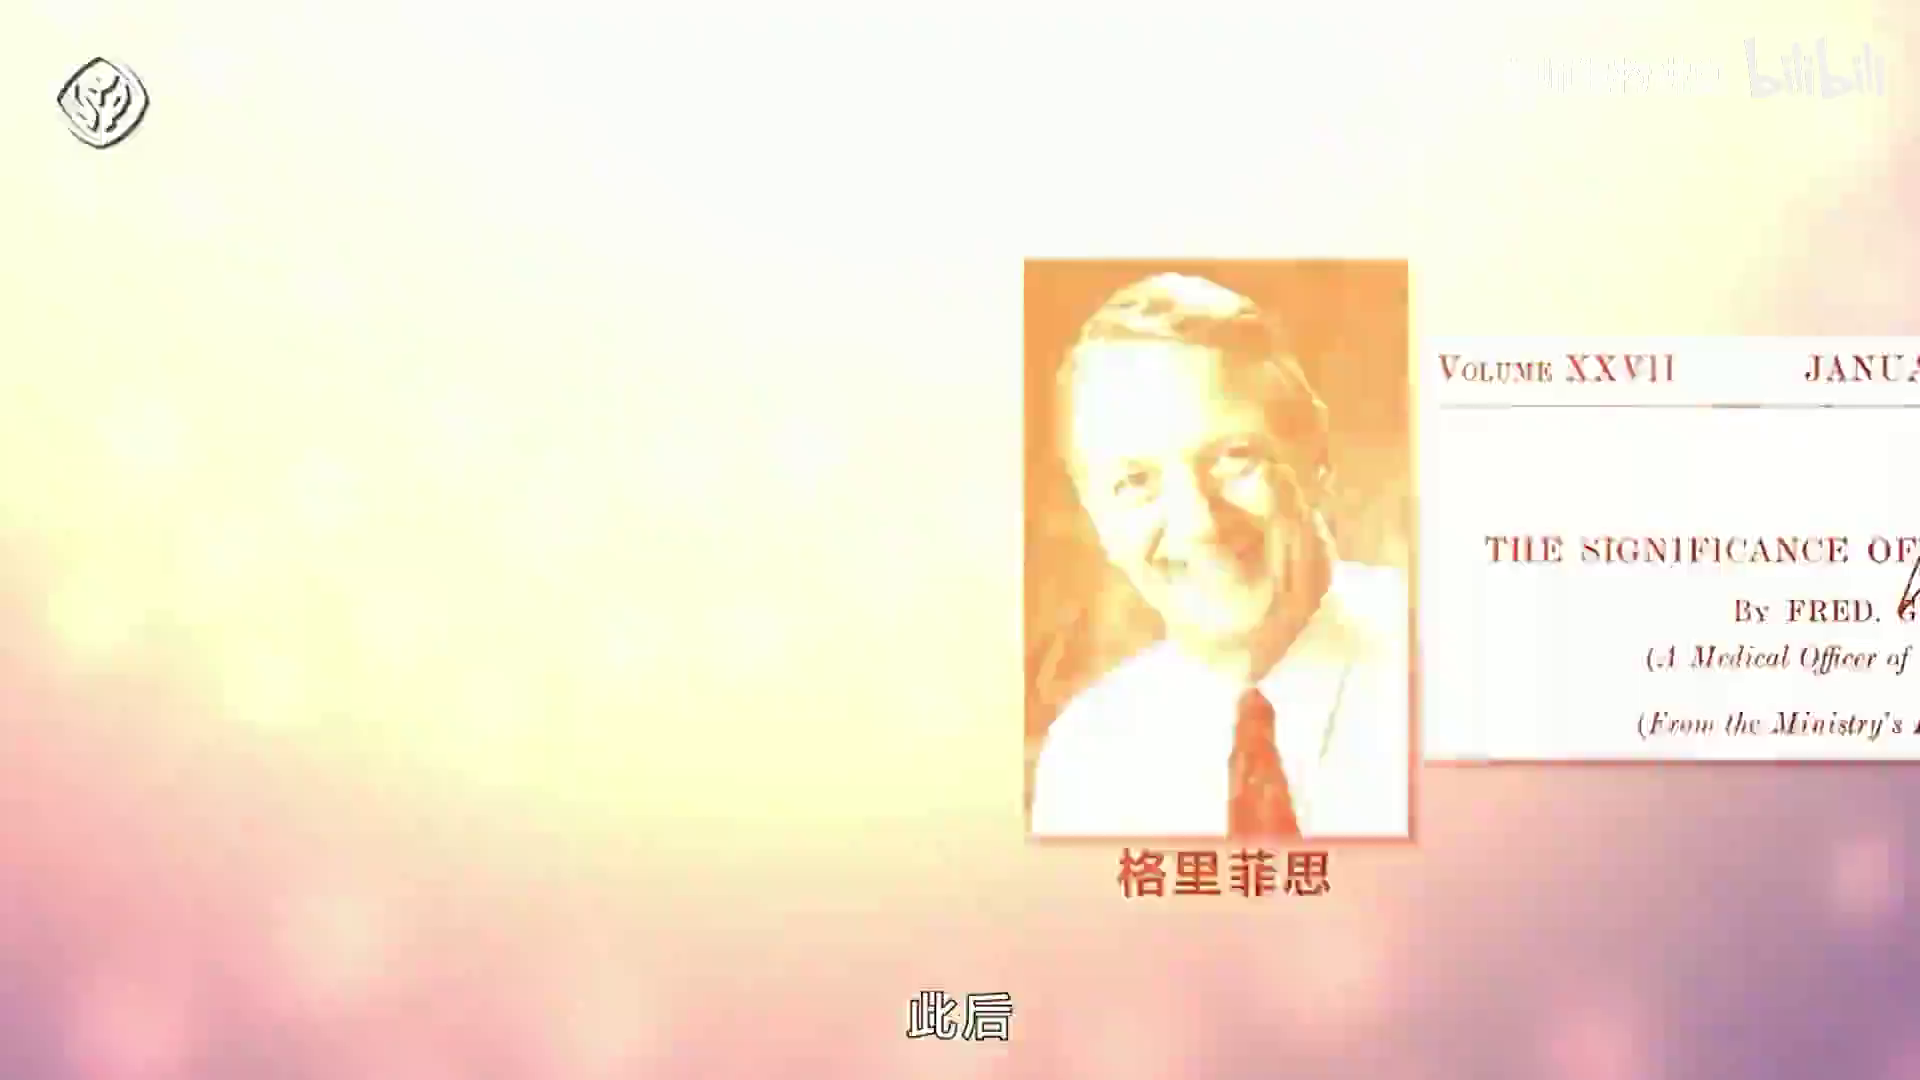 bilibili
VOLUME XXVII JANUA
THE SIGNIFICANCE OF
By FRED. G
(A Medical Officer of
(From the Ministry's
格里菲思
此后